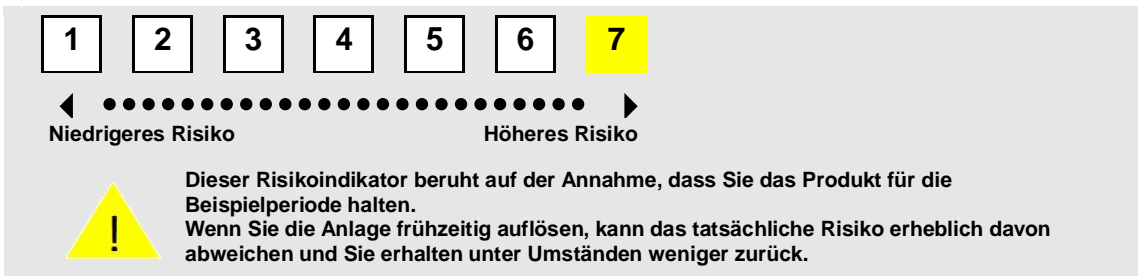 1 2 3 4 5 6 7
Niedrigeres Risiko Höheres Risiko
Dieser Risikoindikator beruht auf der Annahme, dass Sie das Produkt für die
Beispielperiode halten.
Wenn Sie die Anlage frühzeitig auflösen, kann das tatsächliche Risiko erheblich davon
abweichen und Sie erhalten unter Umständen weniger zurück.
!